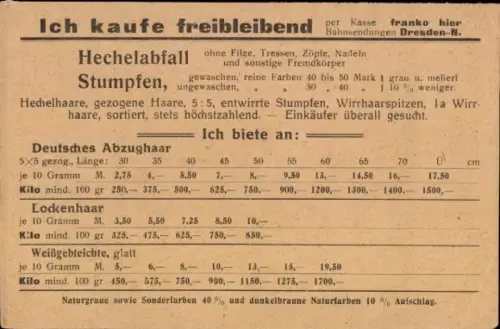 Ich kaufe freibleibend per Kasse franko hier
Bahnsendungen Dresden-N.
Hechelabfall ohne Filze, Tressen, Zöpfe, Nadeln
und sonstige Fremdkörper
Stumpfen, gewaschen, reine Farben 40 bis 50 Mark | grau u. meliert
ungewaschen, " " 30 " 40 " | 10 % weniger.
Hechelhaare, gezogene Haare, 5 : 5, entwirrte Stumpfen, Wirrhaarspitzen, 1a Wirr-
haare, sortiert, stets höchstzahlend. — Einkäufer überall gesucht.
Ich biete an:
Deutsches Abzughaar
5×5 gezog., Länge: 30 35 40 45 50 55 60 65 70 cm
je 10 Gramm M. 2,75 4,— 5,50 7,— 8,— 9,50 13,— 14,50 16,— 17,50
Kilo mind. 100 gr 250,— 375,— 500,— 625,— 750,— 900,— 1200,— 1300,— 1400,— 1500,—
Lockenhaar
je 10 Gramm M. 3,50 5,50 7,25 8,50 10,—
Kilo mind. 100 gr 325,— 475,— 625,— 750,— 850,—
Weißgebleichte, glatt
je 10 Gramm M. 5,— 6,— 8,— 10,— 13,— 15,— 19,50
Kilo mind. 100 gr 450,— 575,— 750,— 900,— 1150,— 1275,— 1700,—
Naturgraue sowie Sonderfarben 40 % und dunkelbraune Naturfarben 10 % Aufschlag.